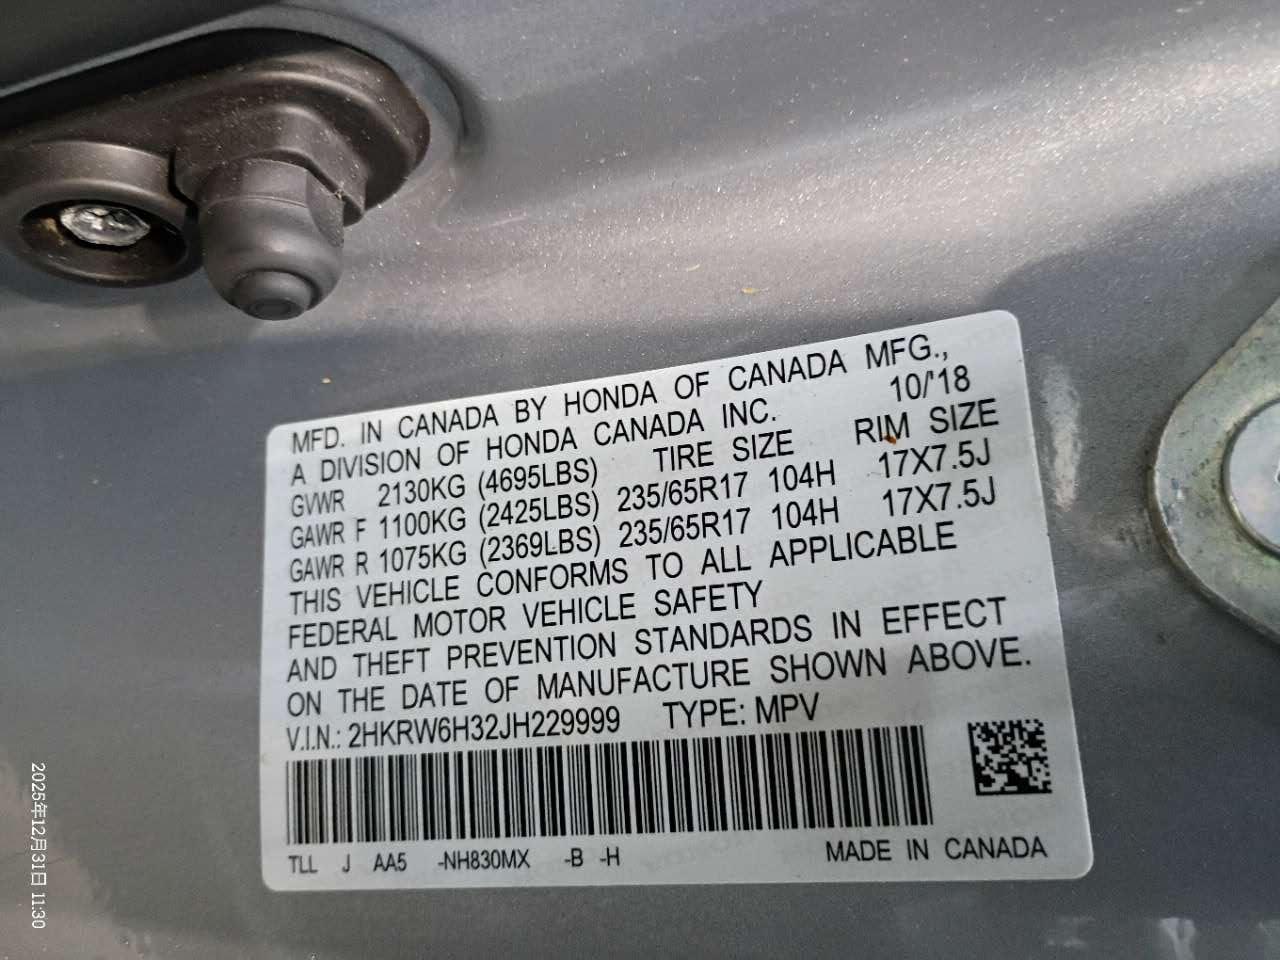 MFD. IN CANADA BY HONDA OF CANADA MFG.,
A DIVISION OF HONDA CANADA INC. 10/'18
GVWR 2130KG (4695LBS) TIRE SIZE RIM SIZE
GAWR F 1100KG (2425LBS) 235/65R17 104H 17X7.5J
GAWR R 1075KG (2369LBS) 235/65R17 104H 17X7.5J
THIS VEHICLE CONFORMS TO ALL APPLICABLE
FEDERAL MOTOR VEHICLE SAFETY
AND THEFT PREVENTION STANDARDS IN EFFECT
ON THE DATE OF MANUFACTURE SHOWN ABOVE.
V.I.N.: 2HKRW6H32JH229999 TYPE: MPV
TLL J AA5 -NH830MX -B -H MADE IN CANADA
2025年12月31日 11:30